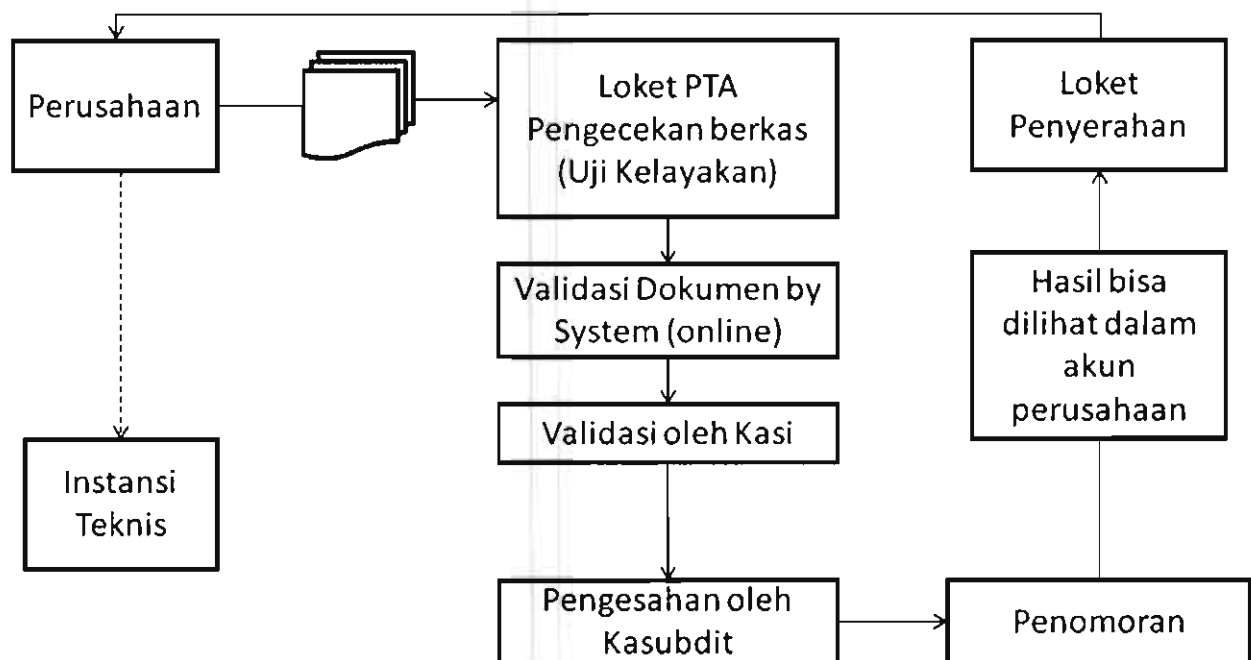 Perusahaan
Loket PTA
Pengecekan berkas
(Uji Kelayakan)
Loket
Penyerahan
Validasi Dokumen by
System (online)
Hasil bisa
dilihat dalam
akun
perusahaan
Validasi oleh Kasi
Instansi
Teknis
Pengesahan oleh
Kasubdit
Penomoran